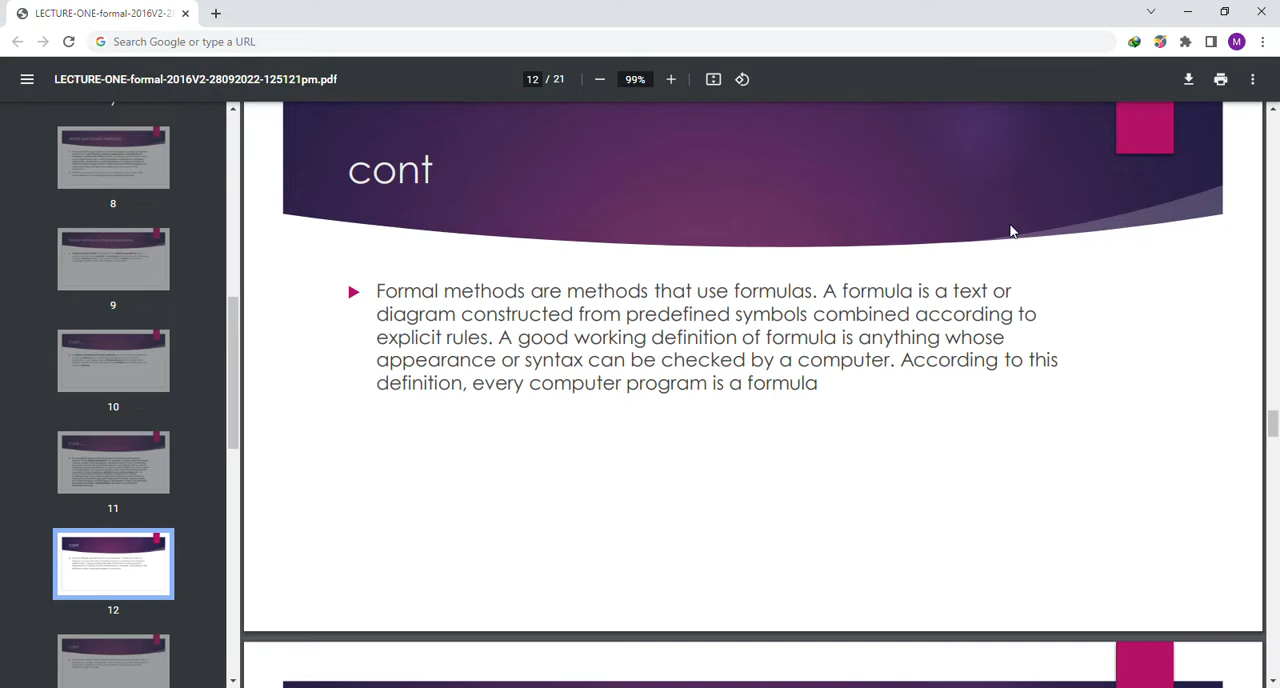 LECTURE-ONE-formal-2016V2-28
Search Google or type a URL
M
LECTURE-ONE-formal-2016V2-28092022-125121pm.pdf
12 / 21
99%
7
8
9
10
11
12
cont
Formal methods are methods that use formulas. A formula is a text or
diagram constructed from predefined symbols combined according to
explicit rules. A good working definition of formula is anything whose
appearance or syntax can be checked by a computer. According to this
definition, every computer program is a formula